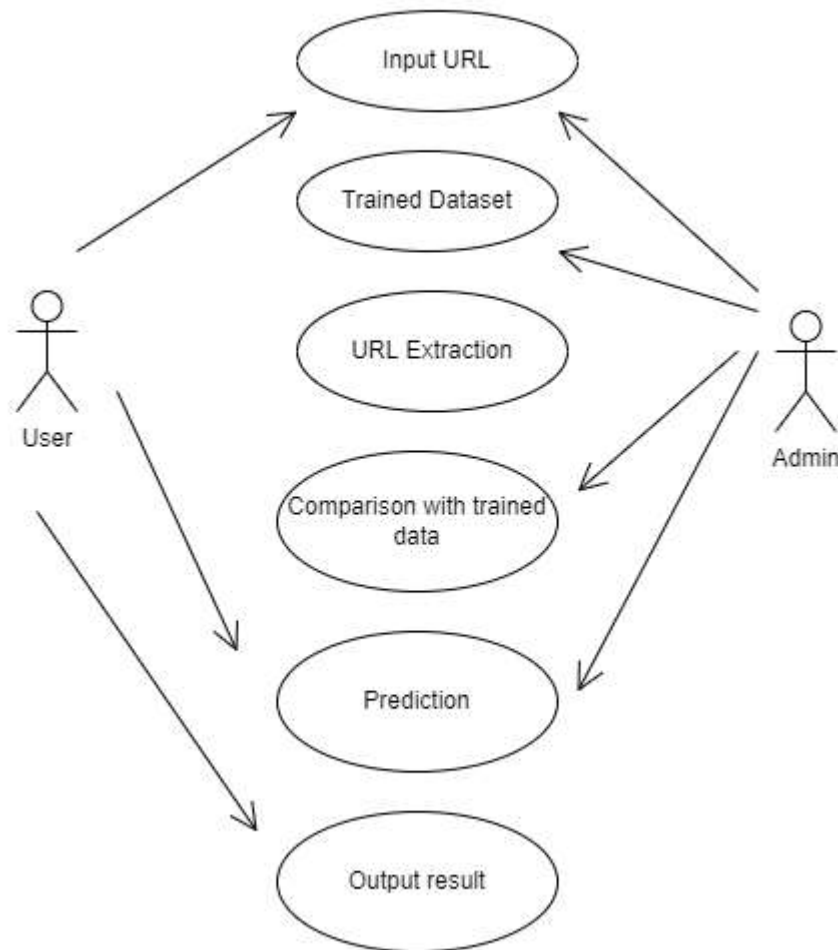 Input URL
Trained Dataset
URL Extraction
User
Admin
Comparison with trained
data
Prediction
Output result